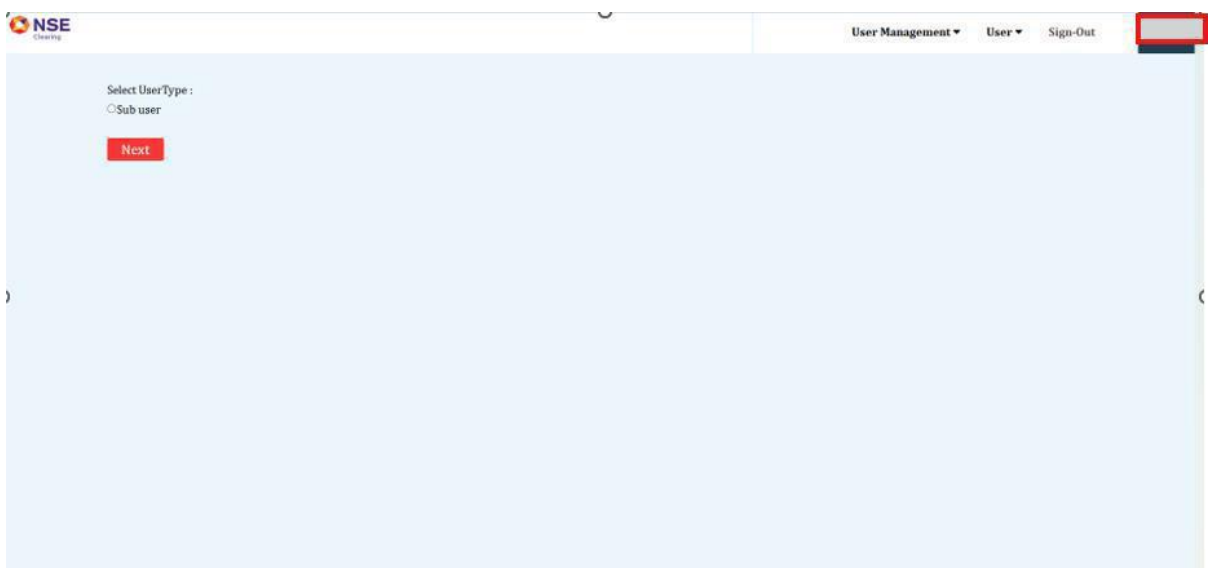 NSE
Clearing
User Management User Sign-Out
Select UserType :
Sub user
Next